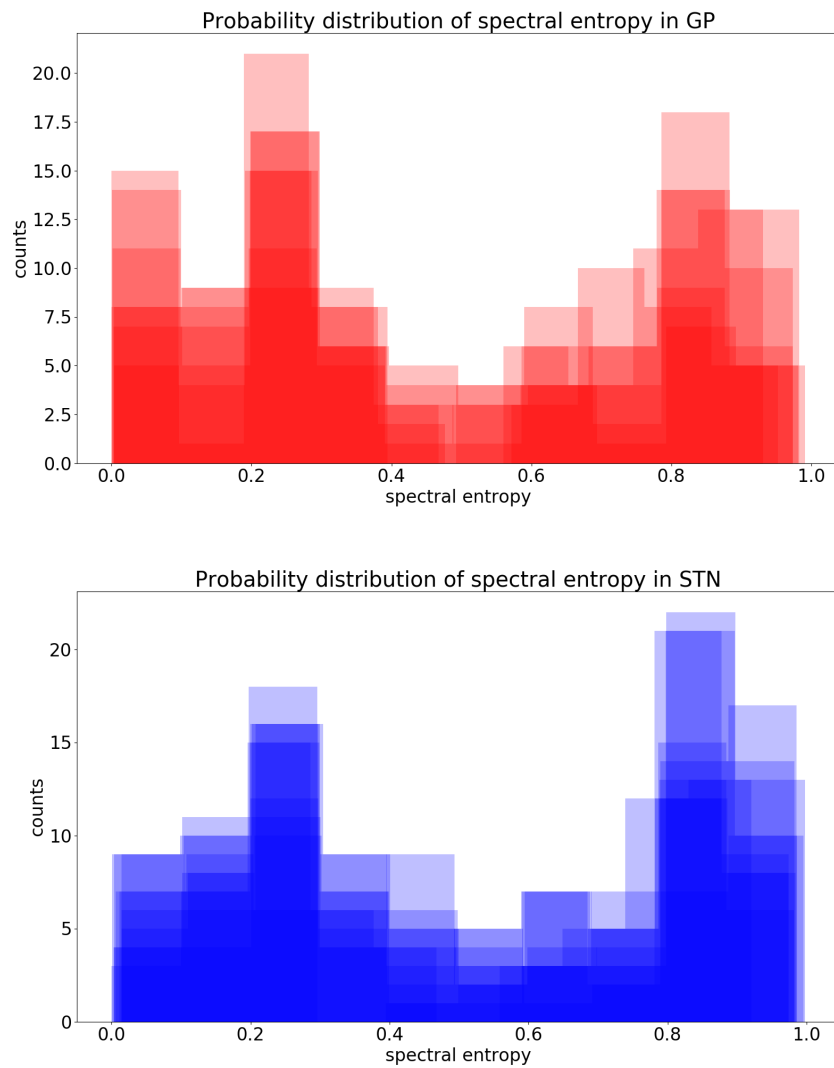 Probability distribution of spectral entropy in GP
20.0
17.5
15.0
12.5
10.0
7.5
5.0
2.5
0.0
counts
0.0 0.2 0.4 0.6 0.8 1.0
spectral entropy
Probability distribution of spectral entropy in STN
20
15
10
5
0
counts
0.0 0.2 0.4 0.6 0.8 1.0
spectral entropy